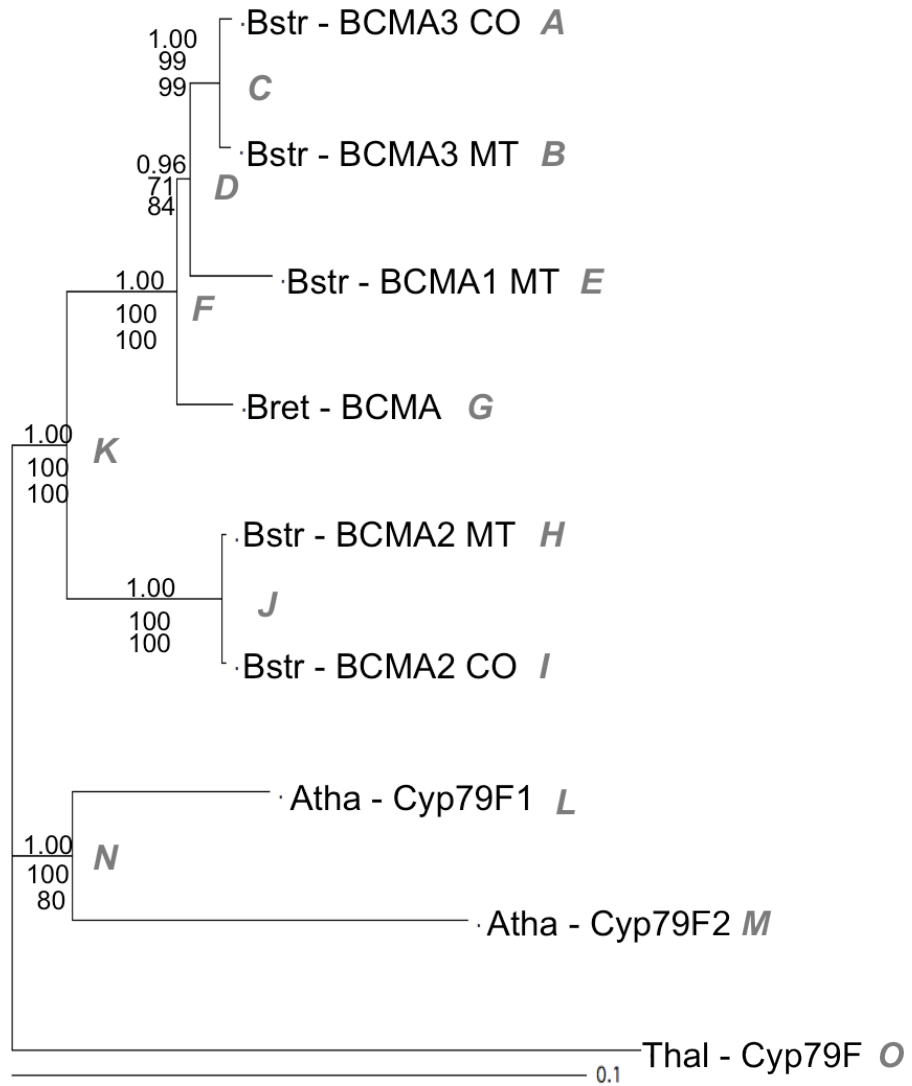 Bstr - BCMA3 CO A
1.00
99
99
C
Bstr - BCMA3 MT B
0.96
71
84
D
Bstr - BCMA1 MT E
1.00
100
100
F
Bret - BCMA G
1.00
100
100
K
Bstr - BCMA2 MT H
1.00
100
100
J
Bstr - BCMA2 CO I
Atha - Cyp79F1 L
1.00
100
80
N
Atha - Cyp79F2 M
Thal - Cyp79F O
0.1